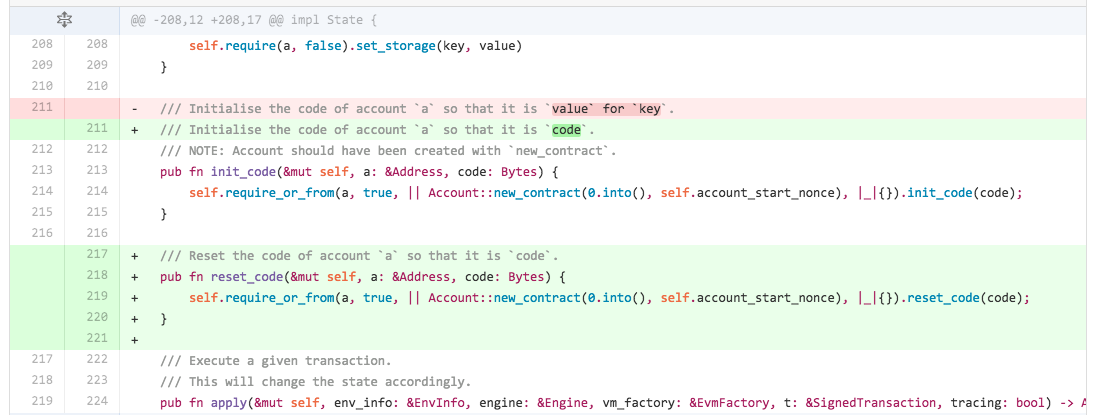 @@ -208,12 +208,17 @@ impl State {
208 208 self.require(a, false).set_storage(key, value)
209 209 }
210 210
211 - /// Initialise the code of account `a` so that it is `value` for `key`.
211 + /// Initialise the code of account `a` so that it is `code`.
212 212 /// NOTE: Account should have been created with `new_contract`.
213 213 pub fn init_code(&mut self, a: &Address, code: Bytes) {
214 214 self.require_or_from(a, true, || Account::new_contract(0.into(), self.account_start_nonce), |_|{}).init_code(code);
215 215 }
216 216
217 + /// Reset the code of account `a` so that it is `code`.
218 + pub fn reset_code(&mut self, a: &Address, code: Bytes) {
219 + self.require_or_from(a, true, || Account::new_contract(0.into(), self.account_start_nonce), |_|{}).reset_code(code);
220 + }
221 +
217 222 /// Execute a given transaction.
218 223 /// This will change the state accordingly.
219 224 pub fn apply(&mut self, env_info: &EnvInfo, engine: &Engine, vm_factory: &EvmFactory, t: &SignedTransaction, tracing: bool) ->